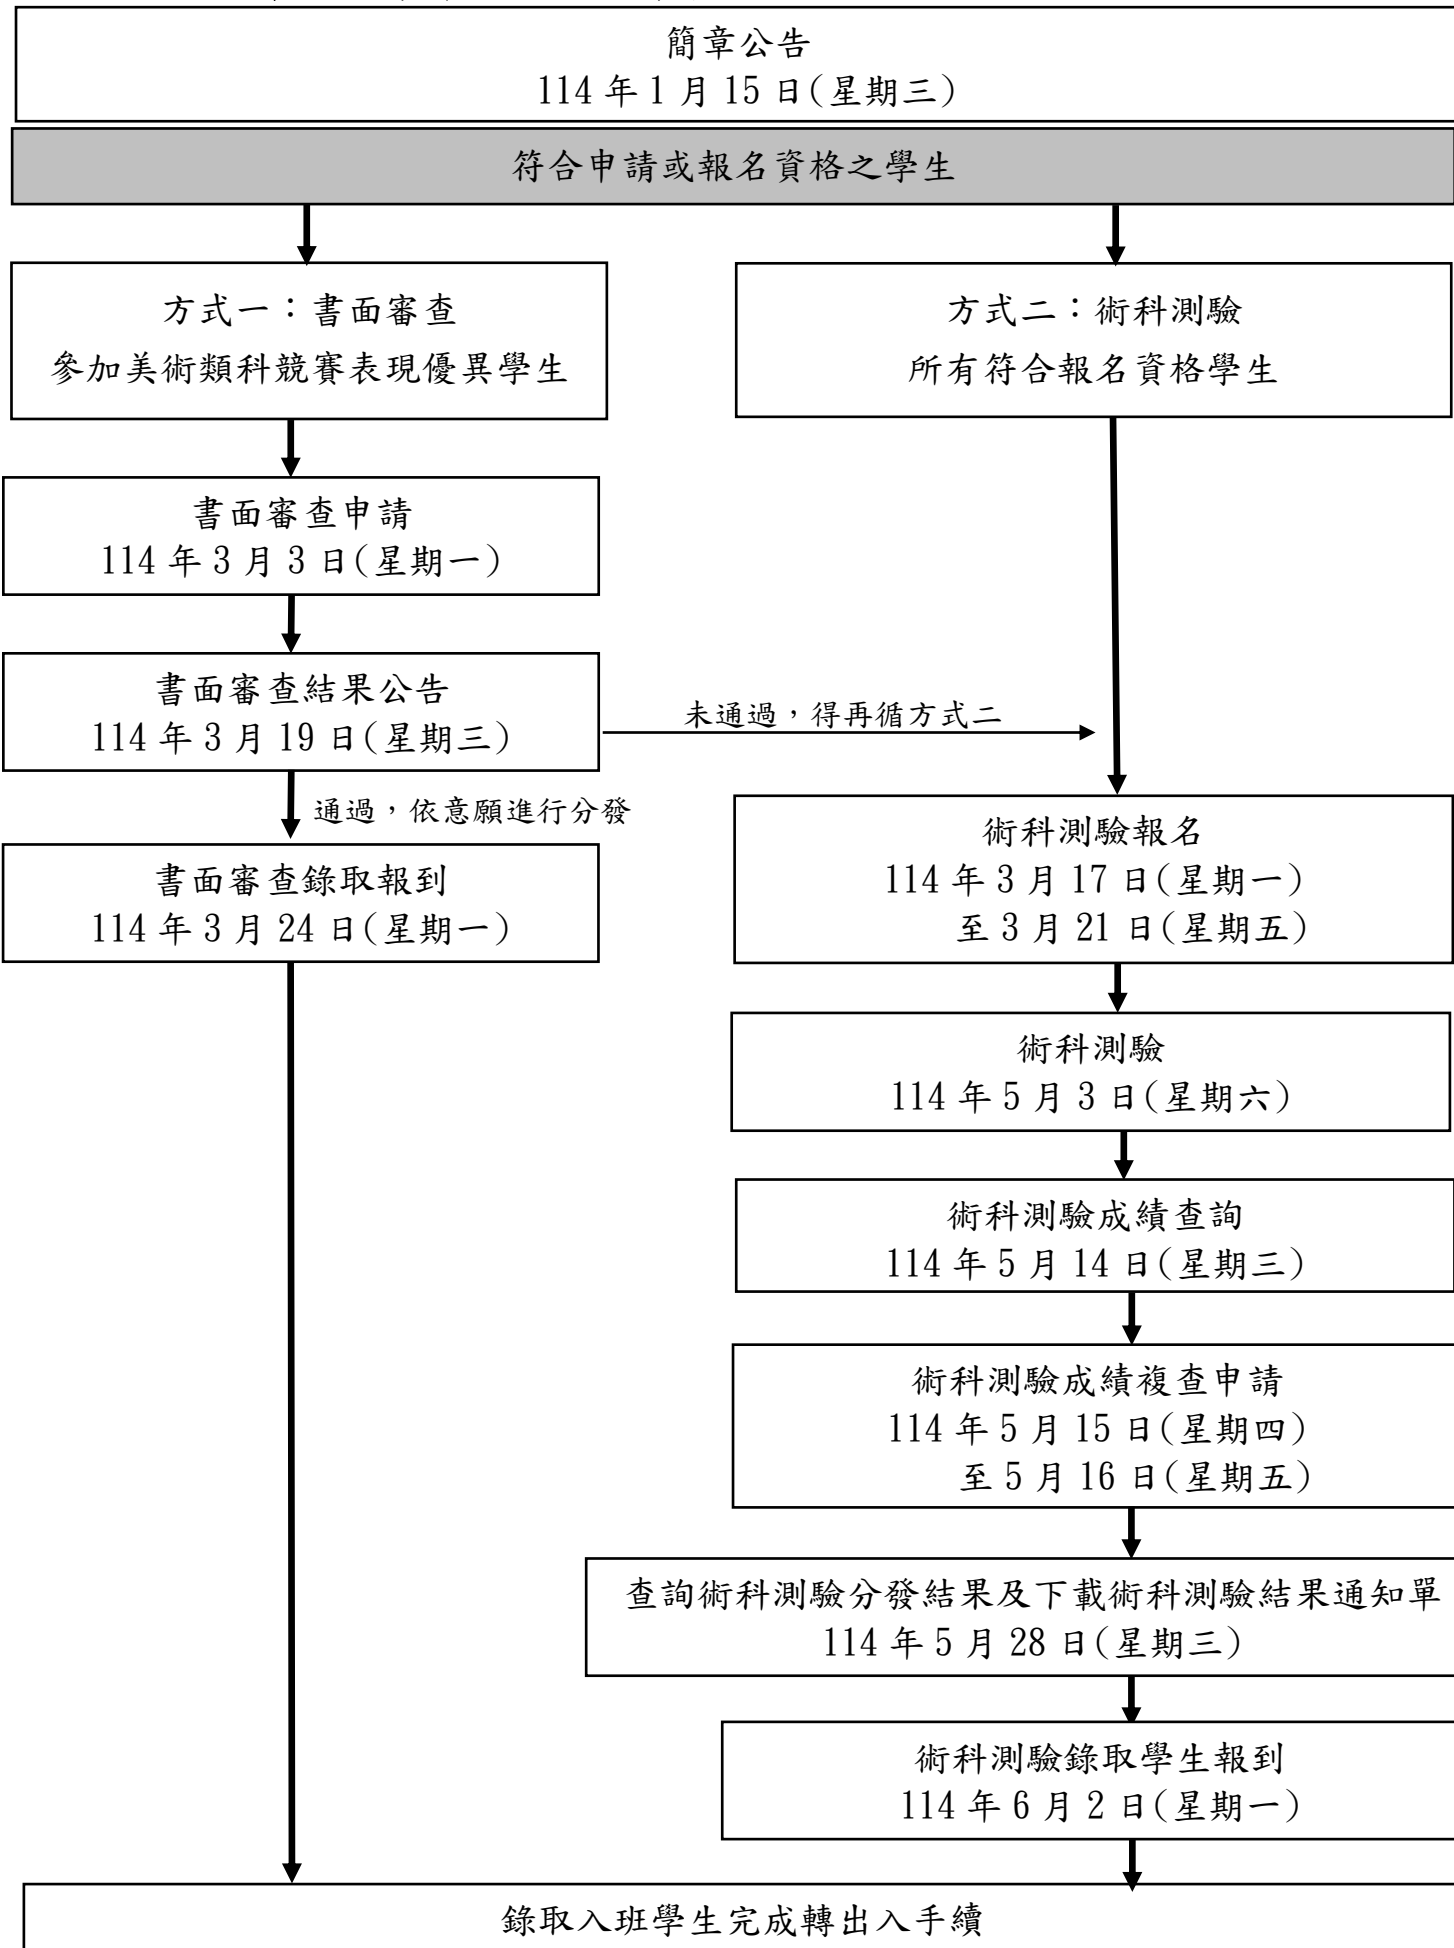 簡章公告
114 年 1 月 15 日(星期三)
符合申請或報名資格之學生
方式一：書面審查
參加美術類科競賽表現優異學生
書面審查申請
114 年 3 月 3 日(星期一)
書面審查結果公告
114 年 3 月 19 日(星期三)
未通過，得再循方式二
通過，依意願進行分發
書面審查錄取報到
114 年 3 月 24 日(星期一)
方式二：術科測驗
所有符合報名資格學生
術科測驗報名
114 年 3 月 17 日(星期一)
至 3 月 21 日(星期五)
術科測驗
114 年 5 月 3 日(星期六)
術科測驗成績查詢
114 年 5 月 14 日(星期三)
術科測驗成績複查申請
114 年 5 月 15 日(星期四)
至 5 月 16 日(星期五)
查詢術科測驗分發結果及下載術科測驗結果通知單
114 年 5 月 28 日(星期三)
術科測驗錄取學生報到
114 年 6 月 2 日(星期一)
錄取入班學生完成轉出入手續